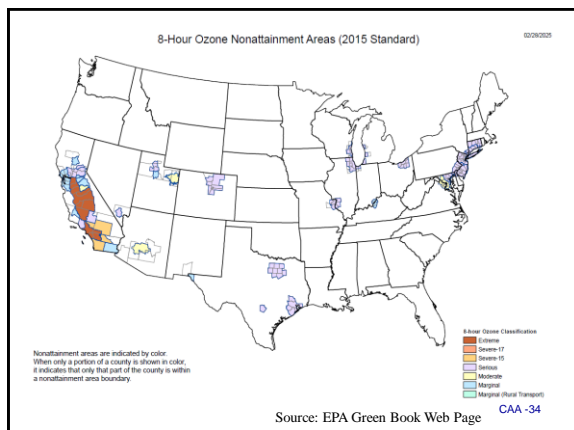 8-Hour Ozone Nonattainment Areas (2015 Standard)
02/28/2025
Nonattainment areas are indicated by color.
When only a portion of a county is shown in color,
it indicates that only that part of the county is within
a nonattainment area boundary.
8-hour Ozone Classification
Extreme
Severe-17
Severe-15
Serious
Moderate
Marginal
Marginal (Rural Transport)
Source: EPA Green Book Web Page
CAA -34